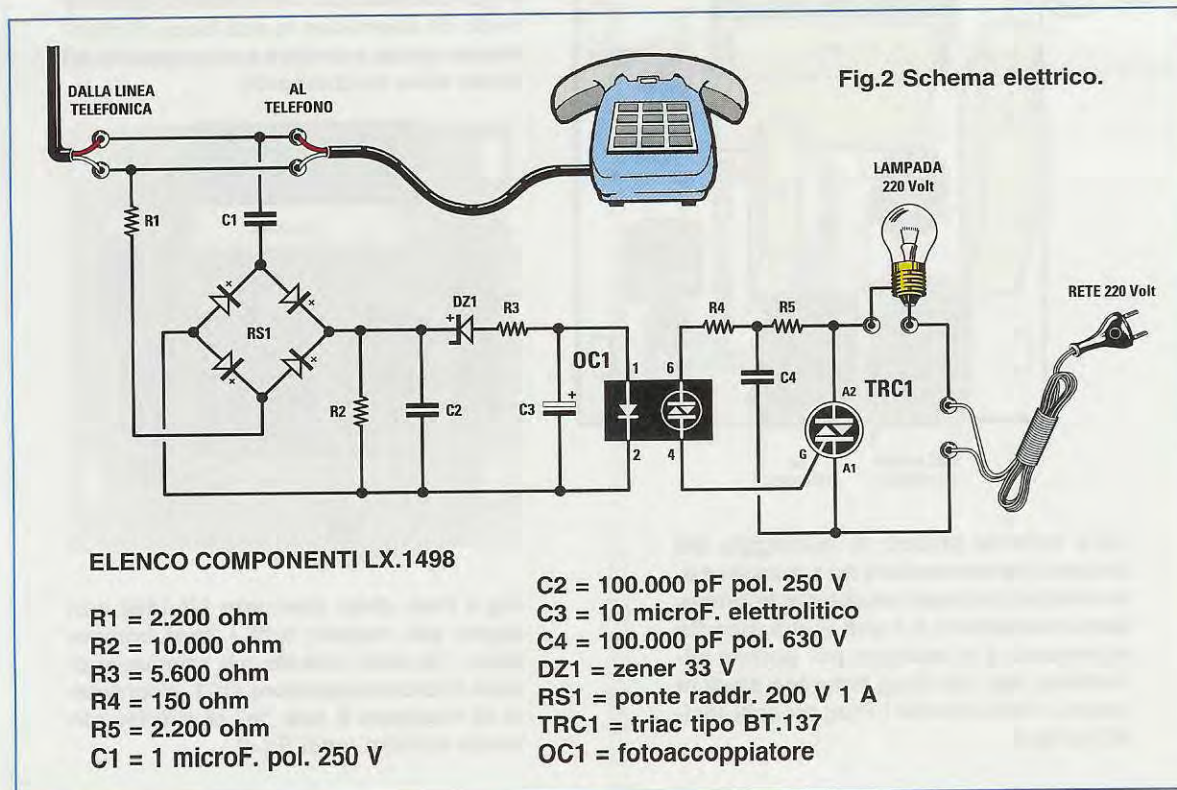 Fig.2 Schema elettrico.
DALLA LINEA
TELEFONICA
AL
TELEFONO
LAMPADA
220 Volt
RETE 220 Volt
R1
C1
RS1
DZ1
R3
R2
C2
C3
+
+
OC1
1
2
6
4
R4
R5
C4
A2
TRC1
G
A1
ELENCO COMPONENTI LX.1498
R1 = 2.200 ohm
R2 = 10.000 ohm
R3 = 5.600 ohm
R4 = 150 ohm
R5 = 2.200 ohm
C1 = 1 microF. pol. 250 V
C2 = 100.000 pF pol. 250 V
C3 = 10 microF. elettrolitico
C4 = 100.000 pF pol. 630 V
DZ1 = zener 33 V
RS1 = ponte raddr. 200 V 1 A
TRC1 = triac tipo BT.137
OC1 = fotoaccoppiatore